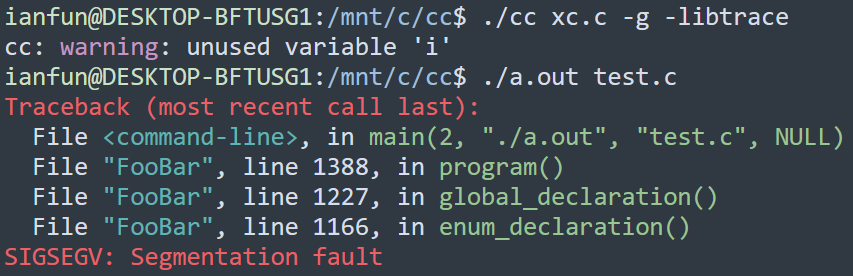 ianfun@DESKTOP-BFTUSG1:/mnt/c/cc$ ./cc xc.c -g -libtrace
cc: warning: unused variable 'i'
ianfun@DESKTOP-BFTUSG1:/mnt/c/cc$ ./a.out test.c
Traceback (most recent call last):
  File <command-line>, in main(2, "./a.out", "test.c", NULL)
  File "FooBar", line 1388, in program()
  File "FooBar", line 1227, in global_declaration()
  File "FooBar", line 1166, in enum_declaration()
SIGSEGV: Segmentation fault